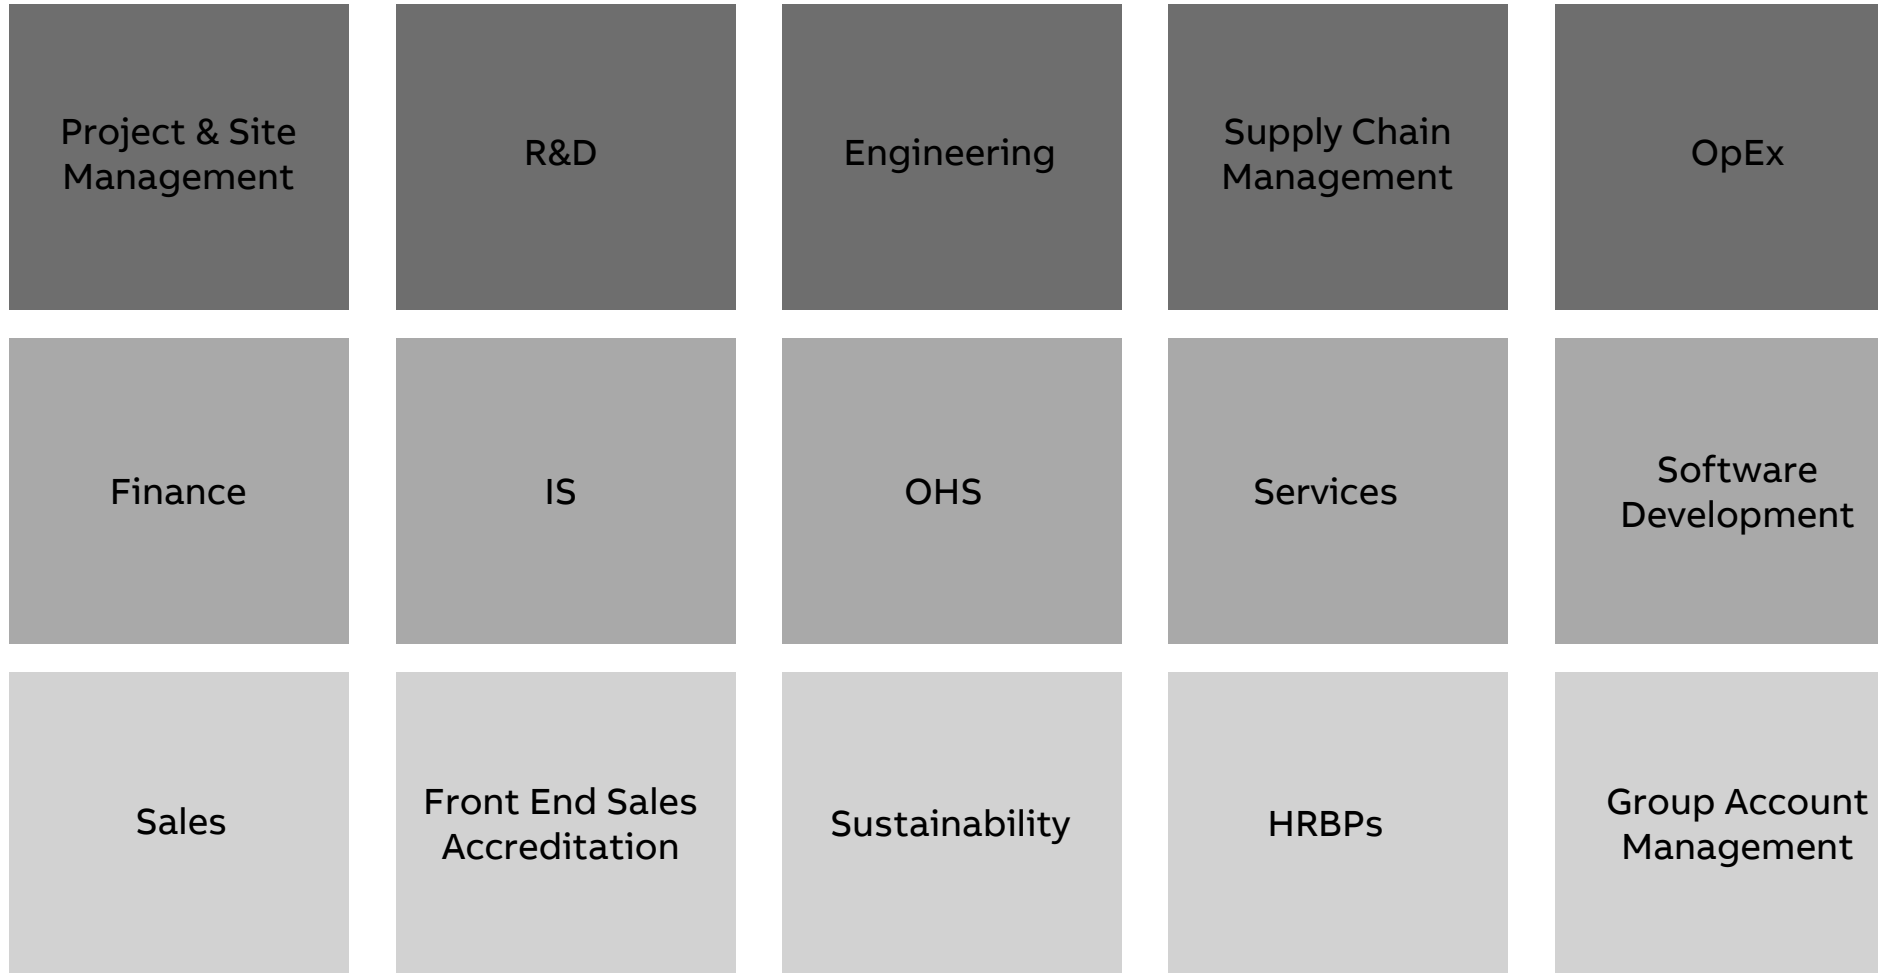 Project & Site
Management
R&D
Engineering
Supply Chain
Management
OpEx
Finance
IS
OHS
Services
Software
Development
Sales
Front End Sales
Accreditation
Sustainability
HRBPs
Group Account
Management